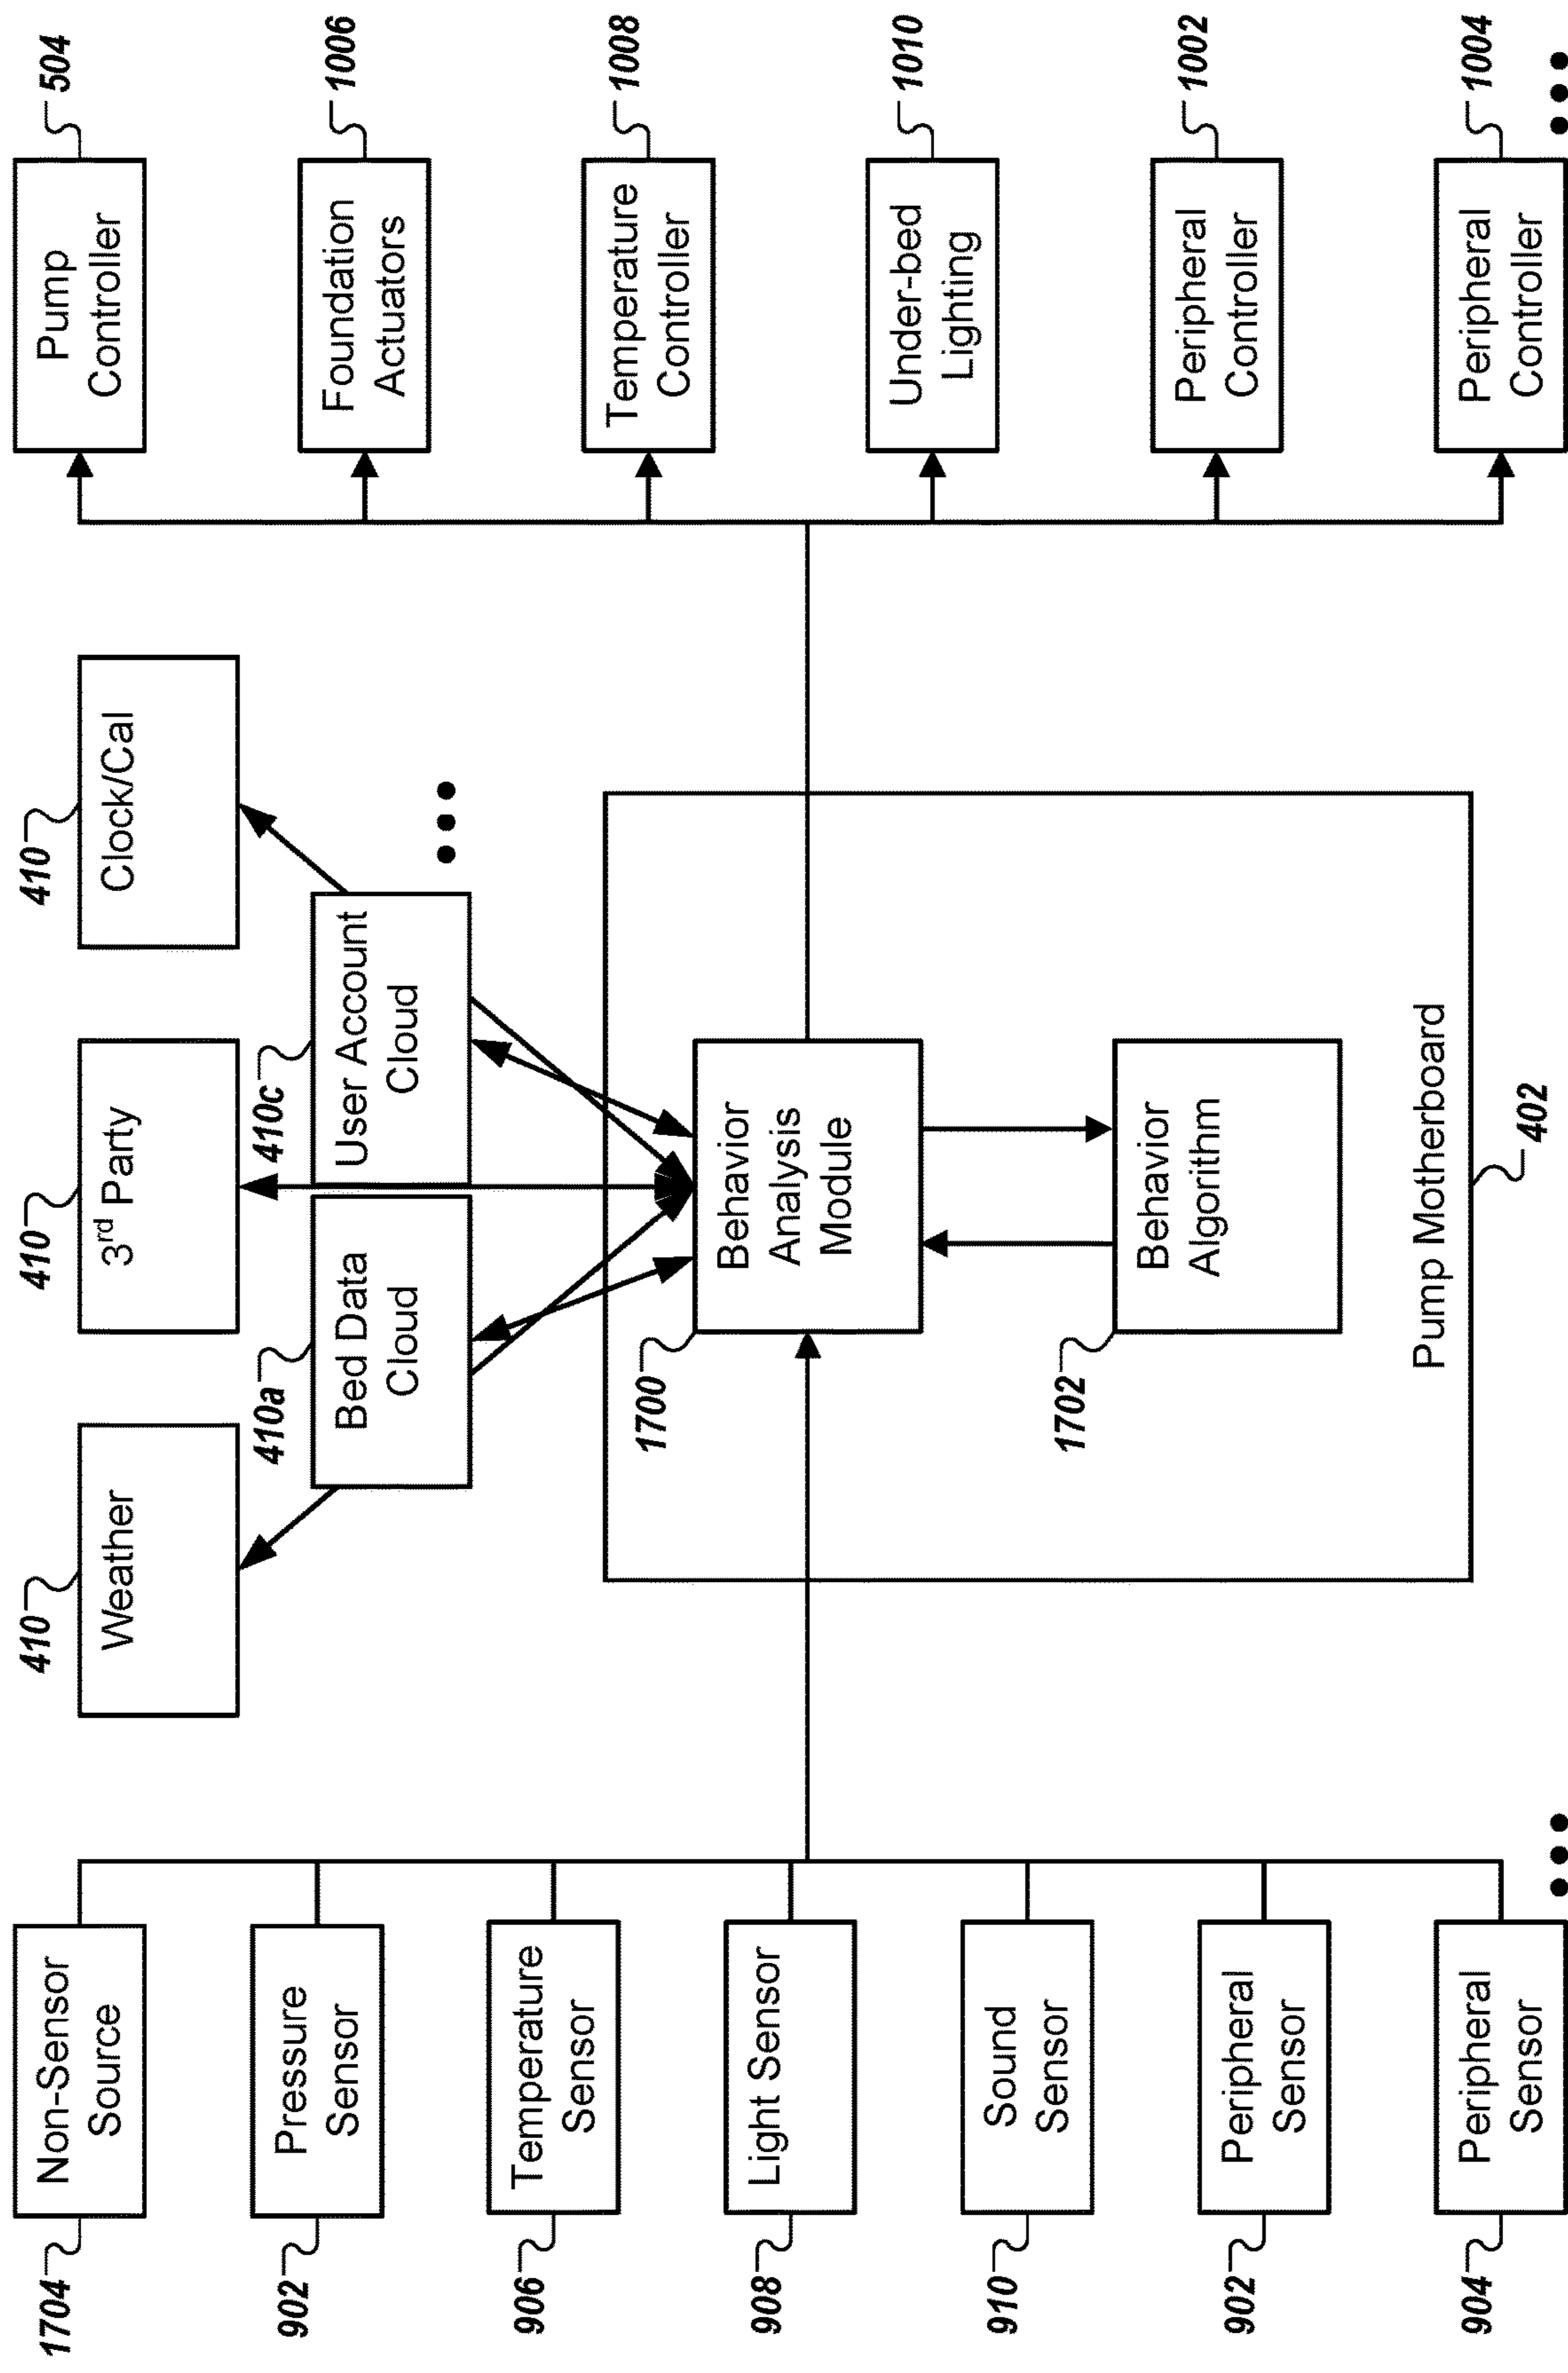 1704
Non-Sensor
Source
902
Pressure
Sensor
906
Temperature
Sensor
908
Light Sensor
910
Sound
Sensor
902
Peripheral
Sensor
904
Peripheral
Sensor
410
Weather
410
3rd Party
410
Clock/Cal
410a
Bed Data
Cloud
410c
User Account
Cloud
1700
Behavior
Analysis
Module
1702
Behavior
Algorithm
Pump Motherboard
402
504
Pump
Controller
1006
Foundation
Actuators
1008
Temperature
Controller
1010
Under-bed
Lighting
1002
Peripheral
Controller
1004
Peripheral
Controller